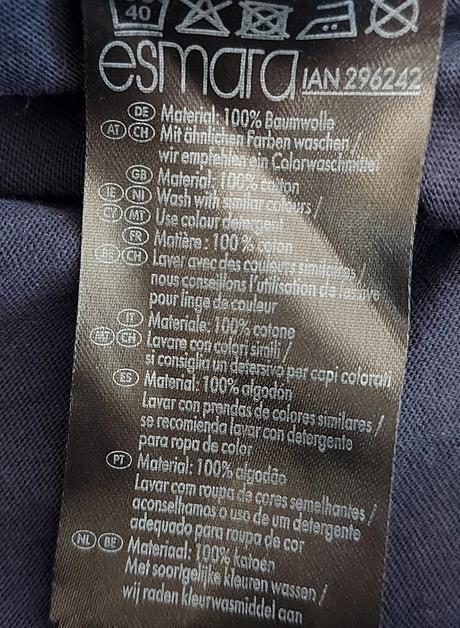 40
esmara IAN 296242
DE Material: 100% Baumwolle
AT CH Mit ähnlichen Farben waschen /
wir empfehlen ein Colorwaschmittel
GB Material: 100% cotton
IE NI Wash with similar colours /
CY MT Use colour detergent
FR Matière : 100 % coton
BE CH Laver avec des couleurs similaires /
nous conseillons l'utilisation de lessive
pour linge de couleur
IT Materiale: 100% cotone
MT CH Lavare con colori simili /
si consiglia un detersivo per capi colorati
ES Material: 100% algodón
Lavar con prendas de colores similares /
se recomienda lavar con detergente
para ropa de color
PT Material: 100% algodão
Lavar com roupa de cores semelhantes /
aconselhamos o uso de um detergente
adequado para roupa de cor
NL BE Materiaal: 100% katoen
Met soortgelijke kleuren wassen /
wij raden kleurwasmiddel aan